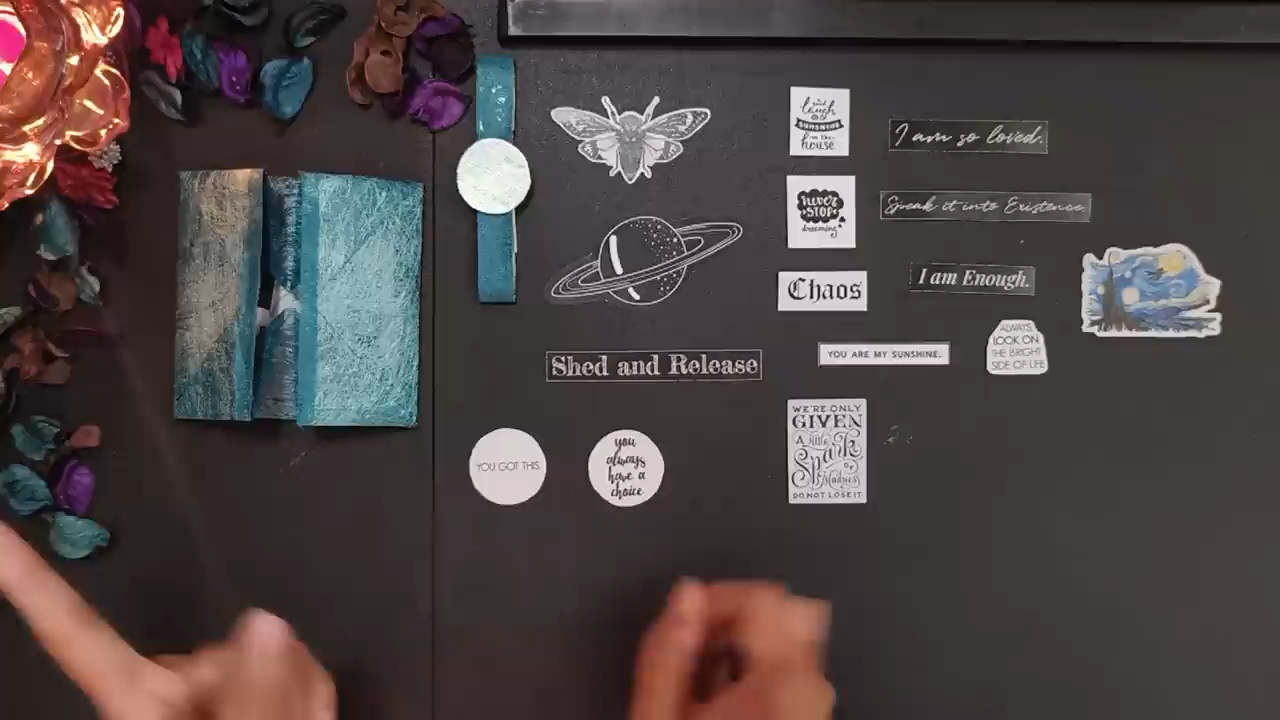 and
laugh
SUNSHINE
house
I am so loved.
never
STOP
dreaming
Speak it into Existence.
Chaos
I am Enough.
YOU ARE MY SUNSHINE.
ALWAYS
LOOK ON
THE BRIGHT
SIDE OF LIFE
Shed and Release
YOU GOT THIS.
you
always
have a
choice
WE'RE ONLY
GIVEN
A little
Spark
OF
Madness
DO NOT LOSE IT